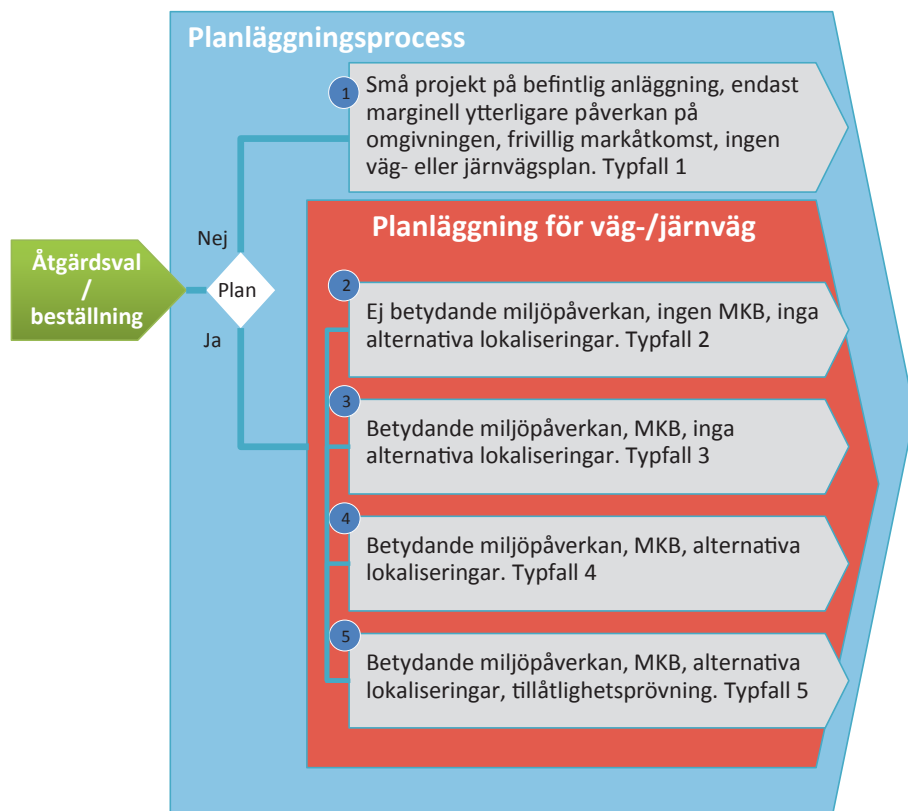 Planläggningsprocess
1
Små projekt på befintlig anläggning, endast
marginell ytterligare påverkan på
omgivningen, frivillig markåtkomst, ingen
väg- eller järnvägsplan. Typfall 1
Planläggning för väg-/järnväg
Nej
Åtgärdsval
/
beställning
Plan
Ja
2
Ej betydande miljöpåverkan, ingen MKB, inga
alternativa lokaliseringar. Typfall 2
3
Betydande miljöpåverkan, MKB, inga
alternativa lokaliseringar. Typfall 3
4
Betydande miljöpåverkan, MKB, alternativa
lokaliseringar. Typfall 4
5
Betydande miljöpåverkan, MKB, alternativa
lokaliseringar, tillåtlighetsprövning. Typfall 5